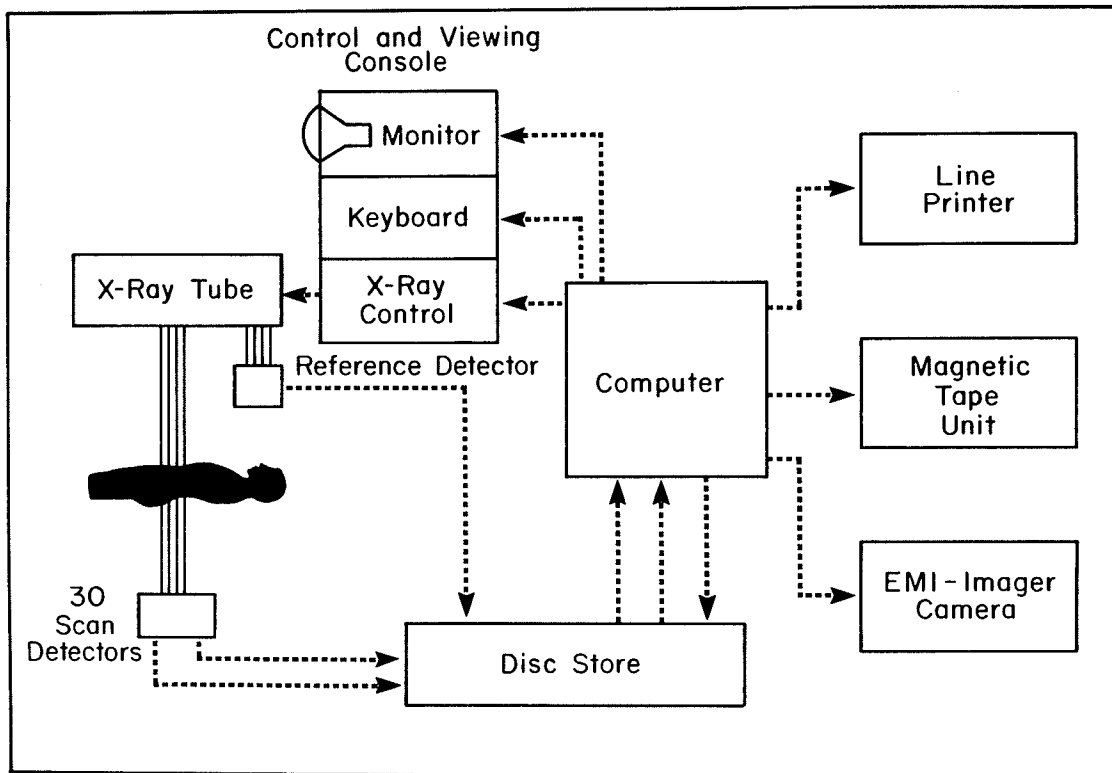 Control and Viewing
Console
Monitor
Keyboard
X-Ray
Control
X-Ray Tube
Reference Detector
Computer
Line
Printer
Magnetic
Tape
Unit
EMI-Imager
Camera
30
Scan
Detectors
Disc Store